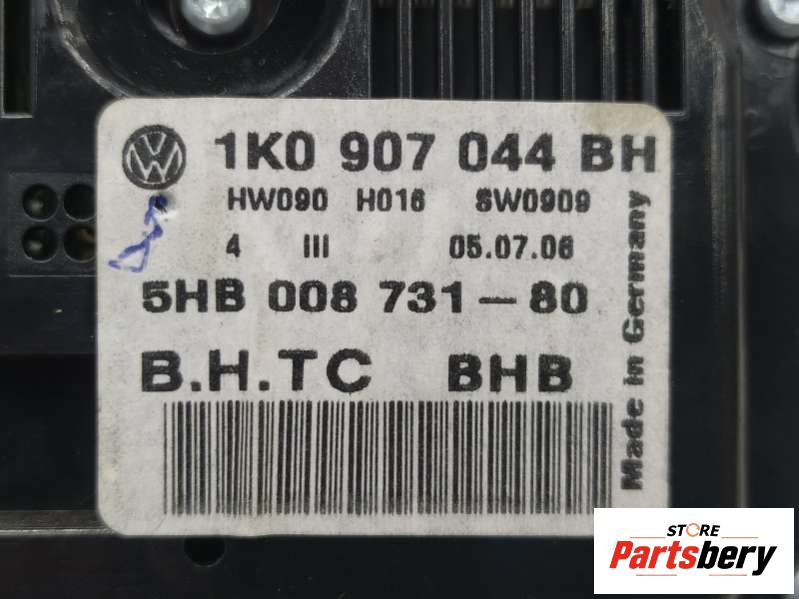 1K0 907 044 BH
HW090 H016 SW0909
4 III 05.07.06
5HB 008 731-80
B.H.TC BHB
Made in Germany
STORE
Partsbery